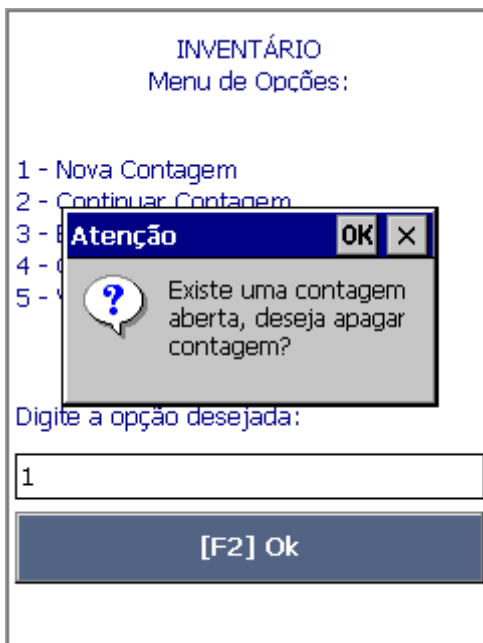 INVENTÁRIO
Menu de Opções:
1 - Nova Contagem
2 - Continuar Contagem
3 -
4 -
5 -
Atenção OK ×
?
Existe uma contagem
aberta, deseja apagar
contagem?
Digite a opção desejada:
1
[F2] Ok